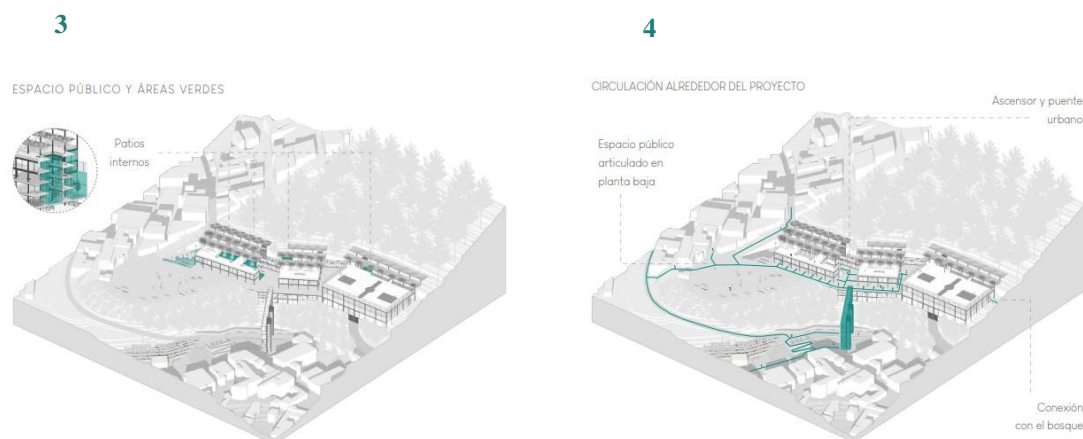 3
ESPACIO PÚBLICO Y ÁREAS VERDES
Patios
internos
4
CIRCULACIÓN ALREDEDOR DEL PROYECTO
Ascensor y puente
urbano
Espacio público
articulado en
planta baja
Conexión
con el bosque